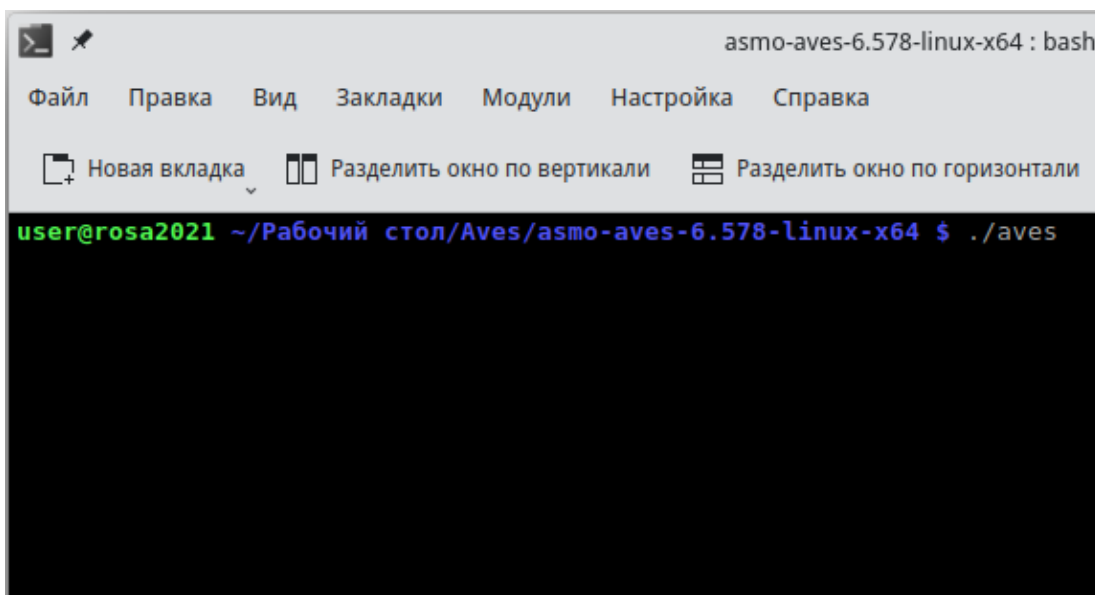 asmo-aves-6.578-linux-x64 : bash
Файл Правка Вид Закладки Модули Настройка Справка
Новая вкладка Разделить окно по вертикали Разделить окно по горизонтали
user@rosa2021 ~/Рабочий стол/Aves/asmo-aves-6.578-linux-x64 $ ./aves